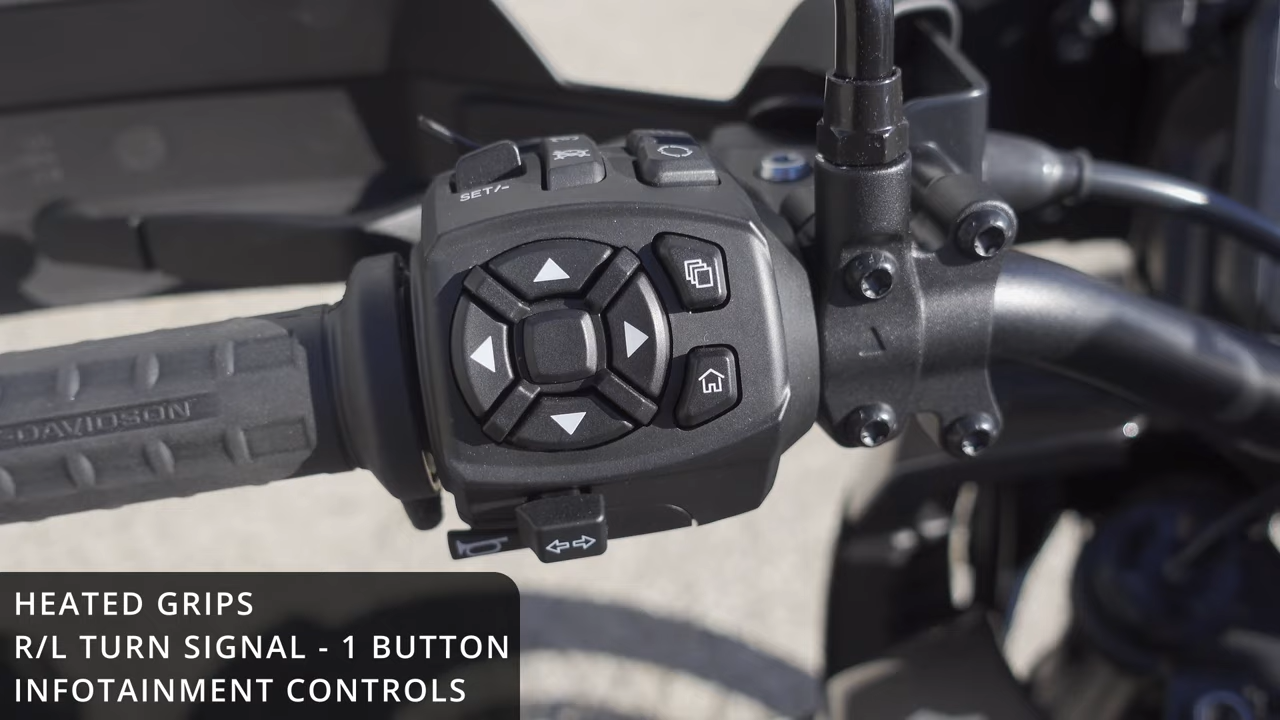 SET/-
-DAVIDSON
HEATED GRIPS
R/L TURN SIGNAL - 1 BUTTON
INFOTAINMENT CONTROLS